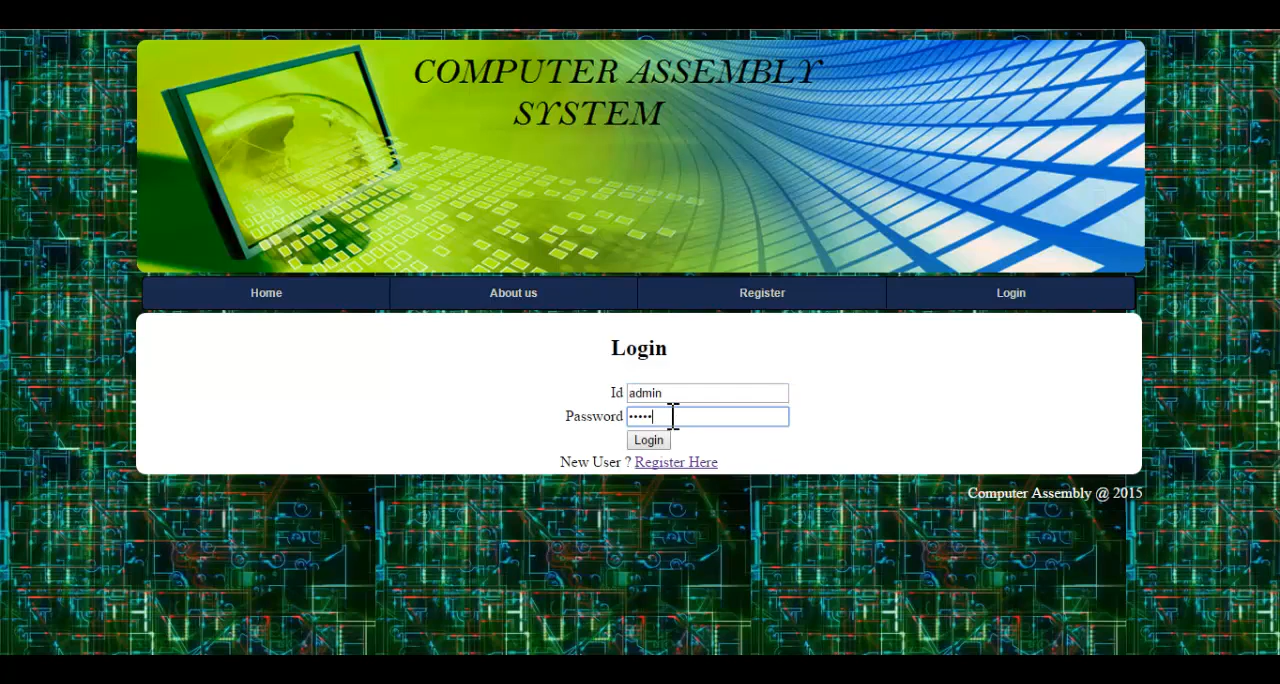 COMPUTER ASSEMBLY
SYSTEM
Home About us Register Login
Login
Id admin
Password •••••
Login
New User ? Register Here
Computer Assembly @ 2015